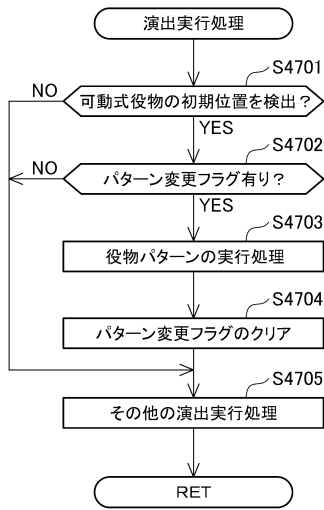 演出実行処理
S4701
NO
可動式役物の初期位置を検出？
YES
S4702
NO
パターン変更フラグ有り？
YES
S4703
役物パターンの実行処理
S4704
パターン変更フラグのクリア
S4705
その他の演出実行処理
RET